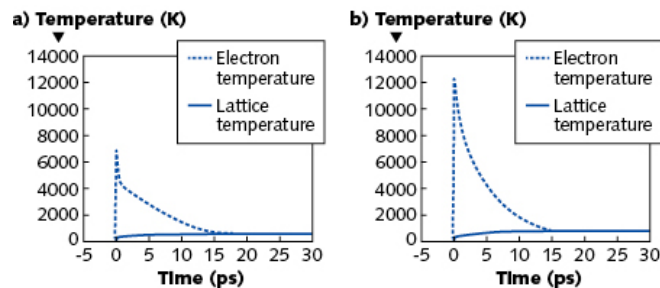 a) Temperature (K)
14000
12000
10000
8000
6000
4000
2000
0
-5 0 5 10 15 20 25 30
Time (ps)
Electron
temperature
Lattice
temperature
b) Temperature (K)
14000
12000
10000
8000
6000
4000
2000
0
-5 0 5 10 15 20 25 30
Time (ps)
Electron
temperature
Lattice
temperature